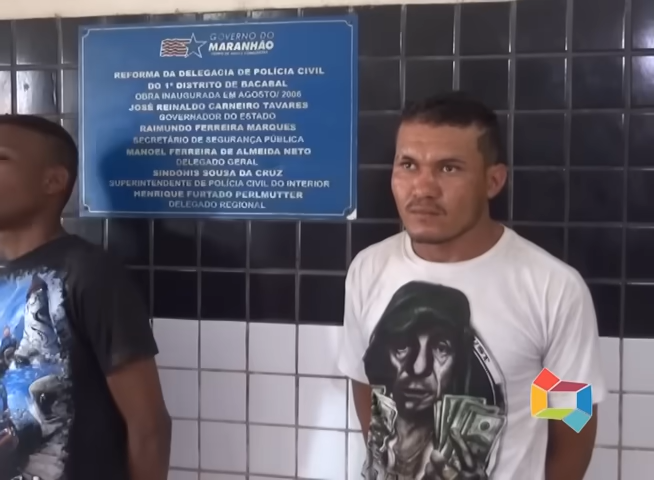 GOVERNO DO
MARANHÃO
REFORMA DA DELEGACIA DE POLÍCIA CIVIL
DO 1º DISTRITO DE BACABAL
OBRA INAUGURADA EM AGOSTO/ 2006
JOSÉ REINALDO CARNEIRO TAVARES
GOVERNADOR DO ESTADO
RAIMUNDO FERREIRA MARQUES
SECRETÁRIO DE SEGURANÇA PÚBLICA
MANOEL FERREIRA DE ALMEIDA NETO
DELEGADO GERAL
SINDONIS SOUSA DA CRUZ
SUPERINTENDENTE DE POLÍCIA CIVIL DO INTERIOR
HENRIQUE FURTADO PERLMUTTER
DELEGADO REGIONAL